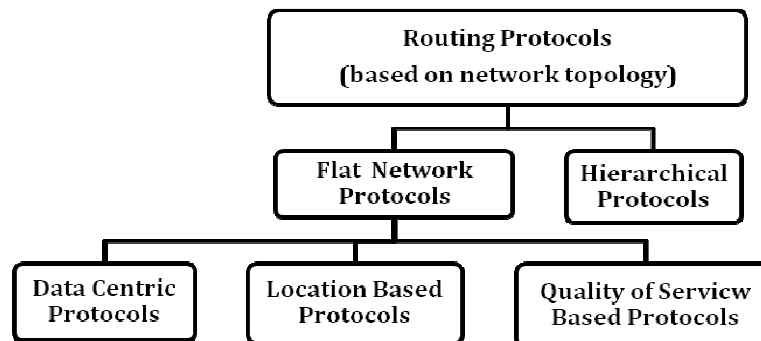 Routing Protocols
(based on network topology)
Flat Network
Protocols
Hierarchical
Protocols
Data Centric
Protocols
Location Based
Protocols
Quality of Servicw
Based Protocols